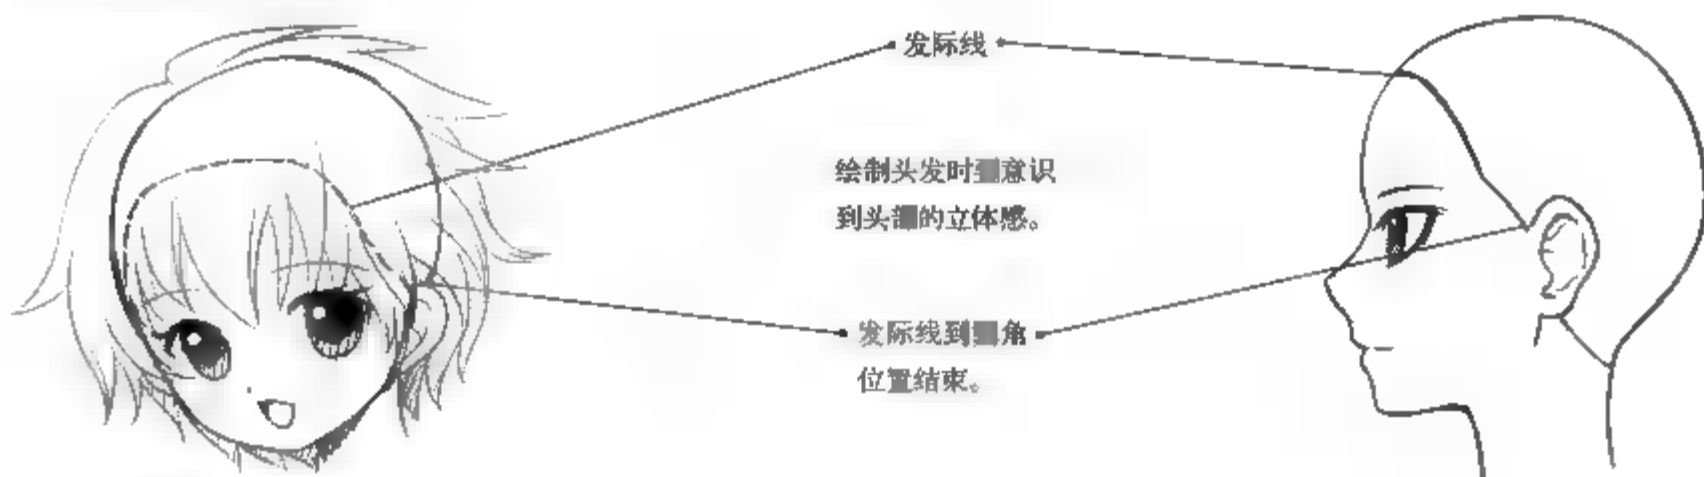 发际线
绘制头发时意识
到头的立体感。
发际线到角
位置结束。